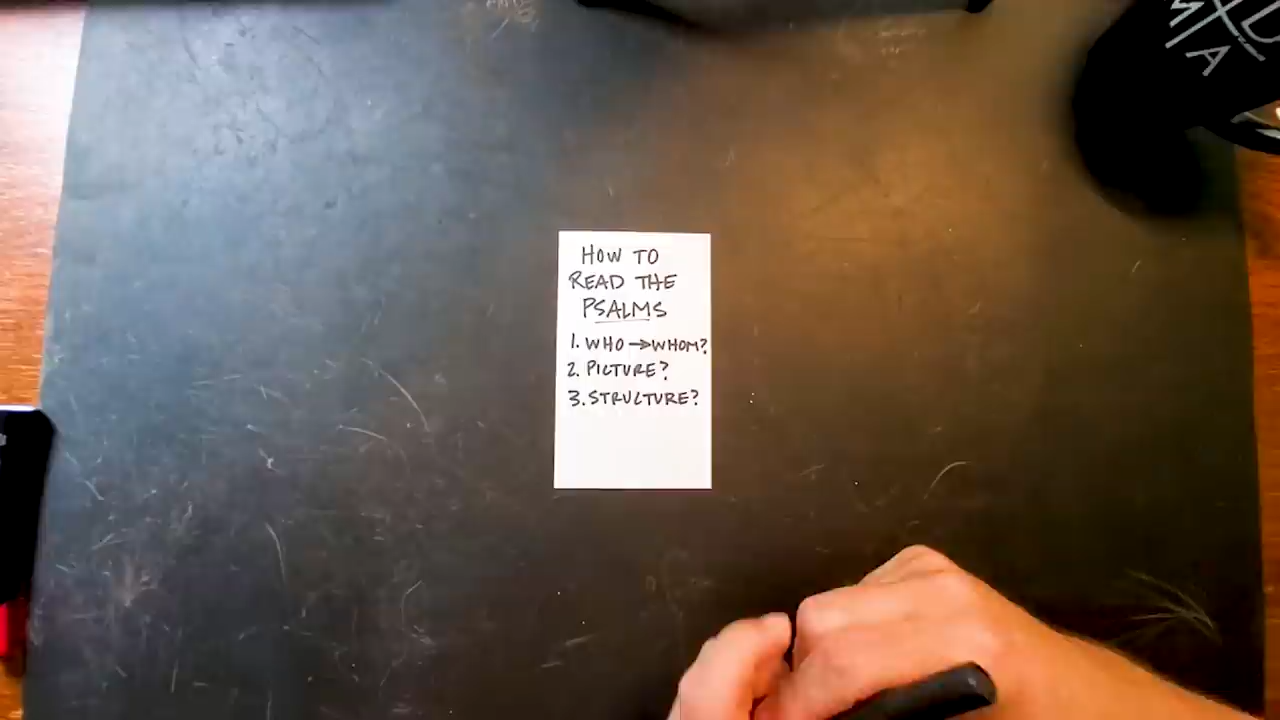 HOW TO
READ THE
PSALMS
1. WHO → WHOM?
2. PICTURE?
3. STRUCTURE?